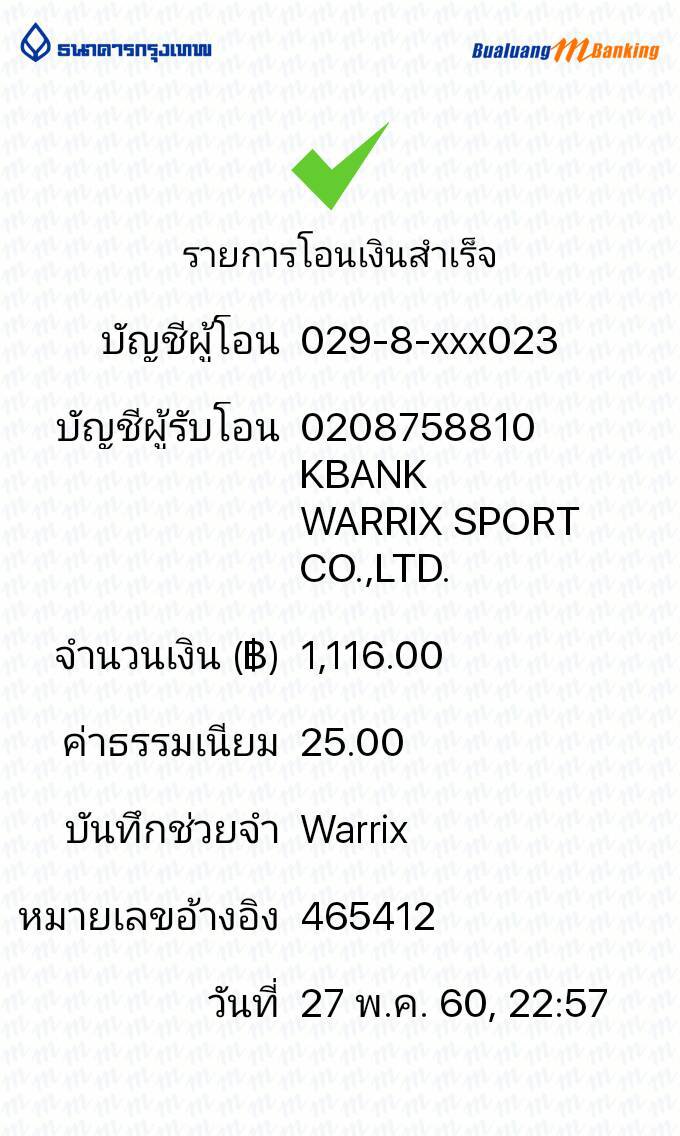 ธนาคารกรุงเทพ
Bualuang mBanking
รายการโอนเงินสำเร็จ
บัญชีผู้โอน 029-8-xxx023
บัญชีผู้รับโอน 0208758810
KBANK
WARRIX SPORT
CO.,LTD.
จำนวนเงิน (฿) 1,116.00
ค่าธรรมเนียม 25.00
บันทึกช่วยจำ Warrix
หมายเลขอ้างอิง 465412
วันที่ 27 พ.ค. 60, 22:57